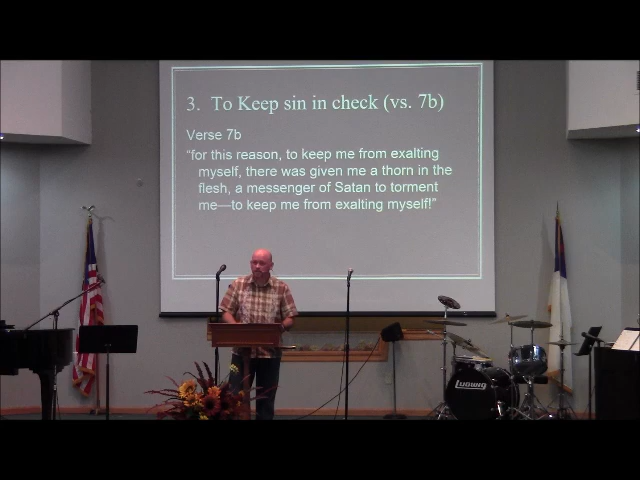 3. To Keep sin in check (vs. 7b)
Verse 7b
“for this reason, to keep me from exalting
myself, there was given me a thorn in the
flesh, a messenger of Satan to torment
me—to keep me from exalting myself!”
LUDWIG